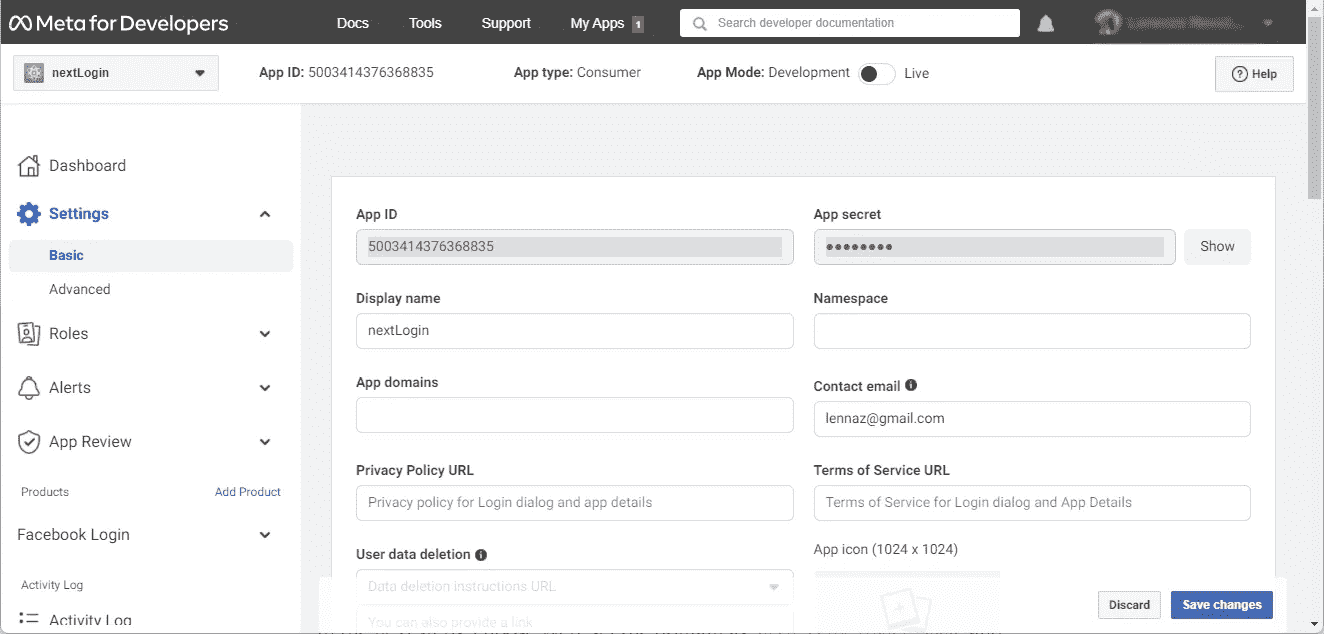 Meta for Developers
Docs
Tools
Support
My Apps 1
Search developer documentation
nextLogin
App ID: 5003414376368835
App type: Consumer
App Mode: Development
Live
Help
Dashboard
Settings
Basic
Advanced
Roles
Alerts
App Review
Products
Add Product
Facebook Login
Activity Log
Activity Log
App ID
5003414376368835
App secret
●●●●●●●●
Show
Display name
nextLogin
Namespace
App domains
Contact email
lennaz@gmail.com
Privacy Policy URL
Privacy policy for Login dialog and app details
Terms of Service URL
Terms of Service for Login dialog and App Details
User data deletion
Data deletion instructions URL
You can also provide a link
App icon (1024 x 1024)
Discard
Save changes